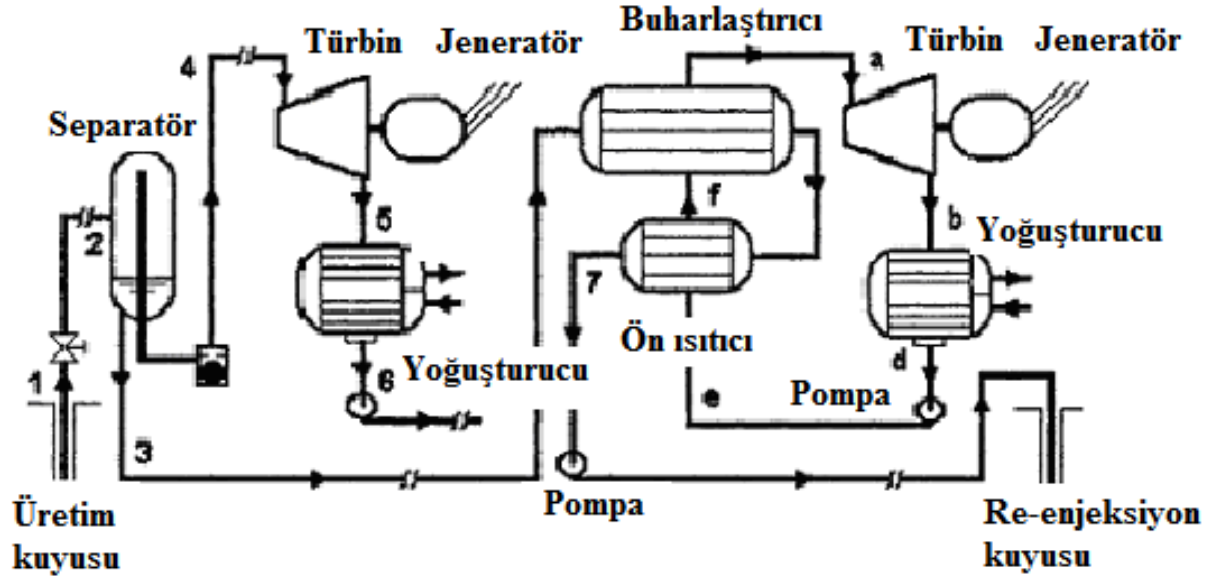 Buharlaştırıcı
Türbin Jeneratör
Türbin Jeneratör
4
a
Separatör
2
5
f
b
Yoğuşturucu
7
Ön ısıtıcı
1
6
Yoğuşturucu
d
e
Pompa
3
Pompa
Üretim
kuyusu
Re-enjeksiyon
kuyusu